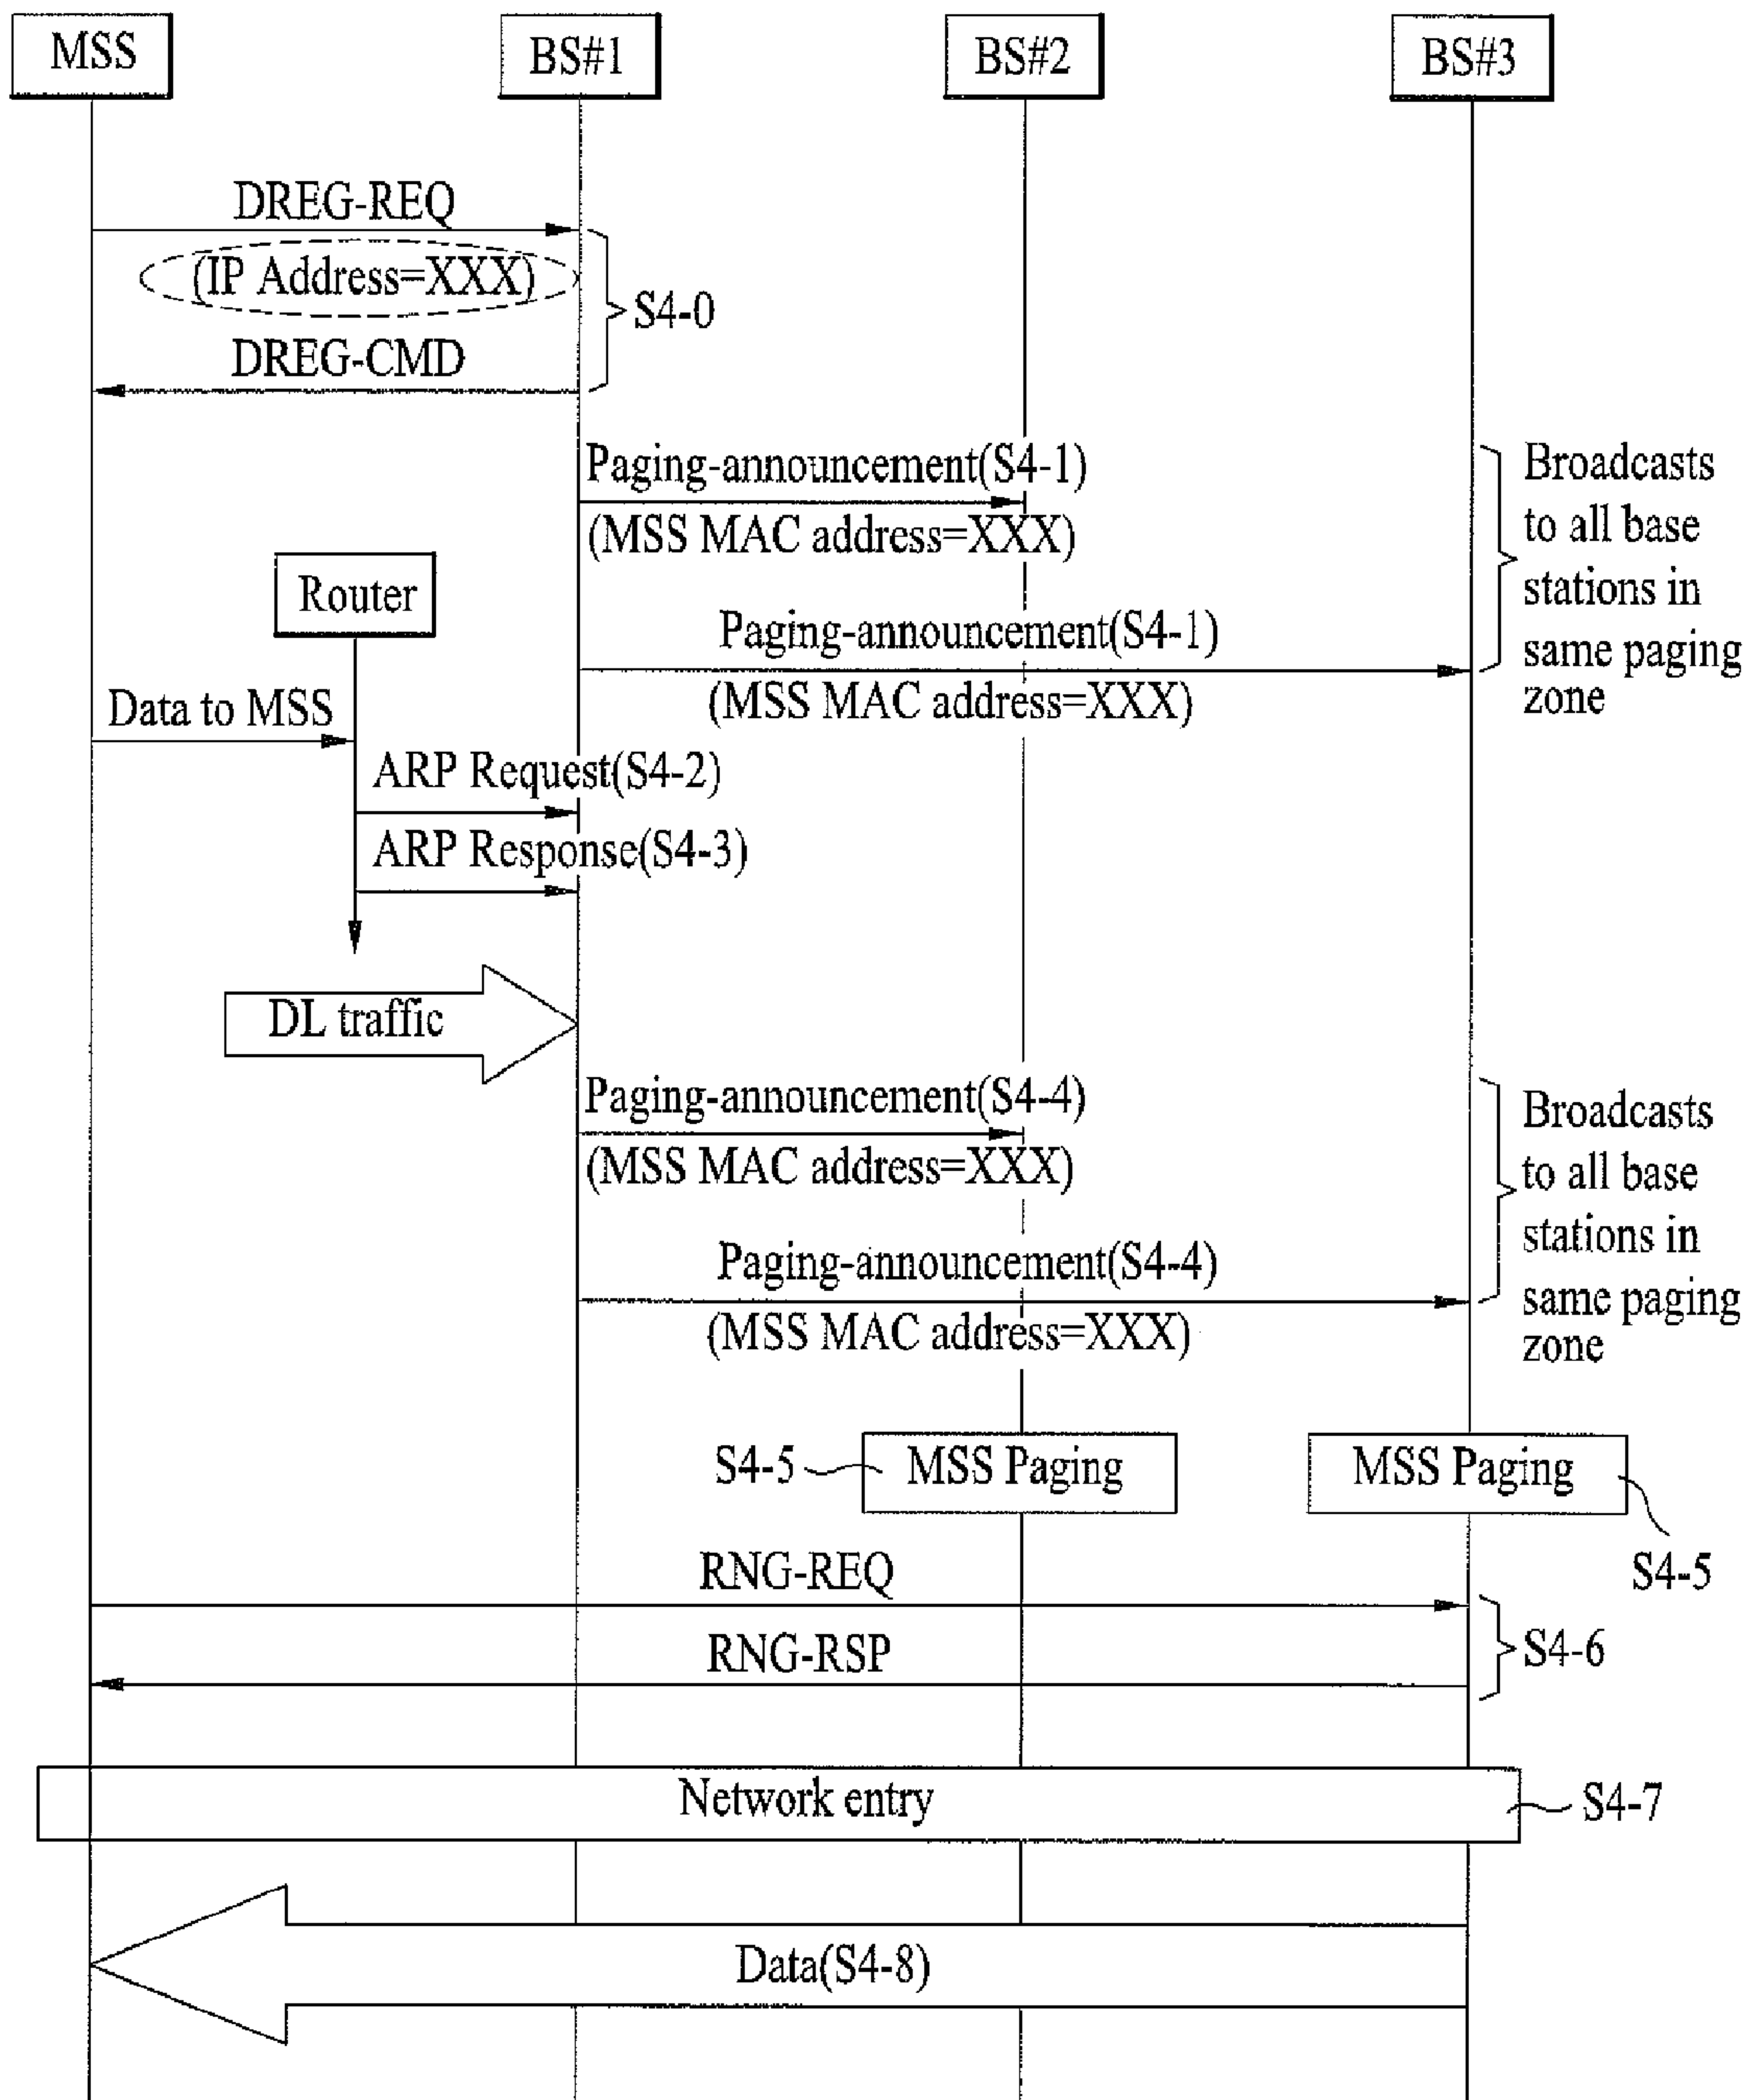 MSS
BS#1
BS#2
BS#3
DREG-REQ
(IP Address=XXX)
S4-0
DREG-CMD
Paging-announcement(S4-1)
(MSS MAC address=XXX)
Broadcasts
to all base
stations in
same paging
zone
Router
Paging-announcement(S4-1)
(MSS MAC address=XXX)
Data to MSS
ARP Request(S4-2)
ARP Response(S4-3)
DL traffic
Paging-announcement(S4-4)
(MSS MAC address=XXX)
Broadcasts
to all base
stations in
same paging
zone
Paging-announcement(S4-4)
(MSS MAC address=XXX)
S4-5
MSS Paging
MSS Paging
S4-5
RNG-REQ
RNG-RSP
S4-6
Network entry
S4-7
Data(S4-8)